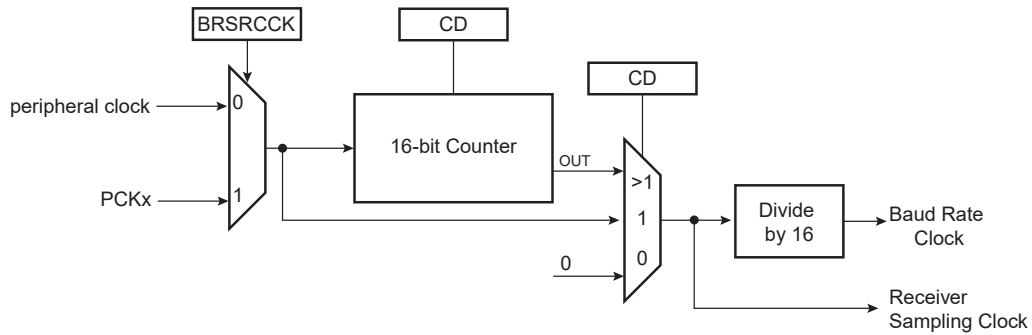 BRSRCCK
CD
CD
peripheral clock
0
16-bit Counter
OUT
>1
PCKx
1
1
Divide
by 16
Baud Rate
Clock
0
0
Receiver
Sampling Clock